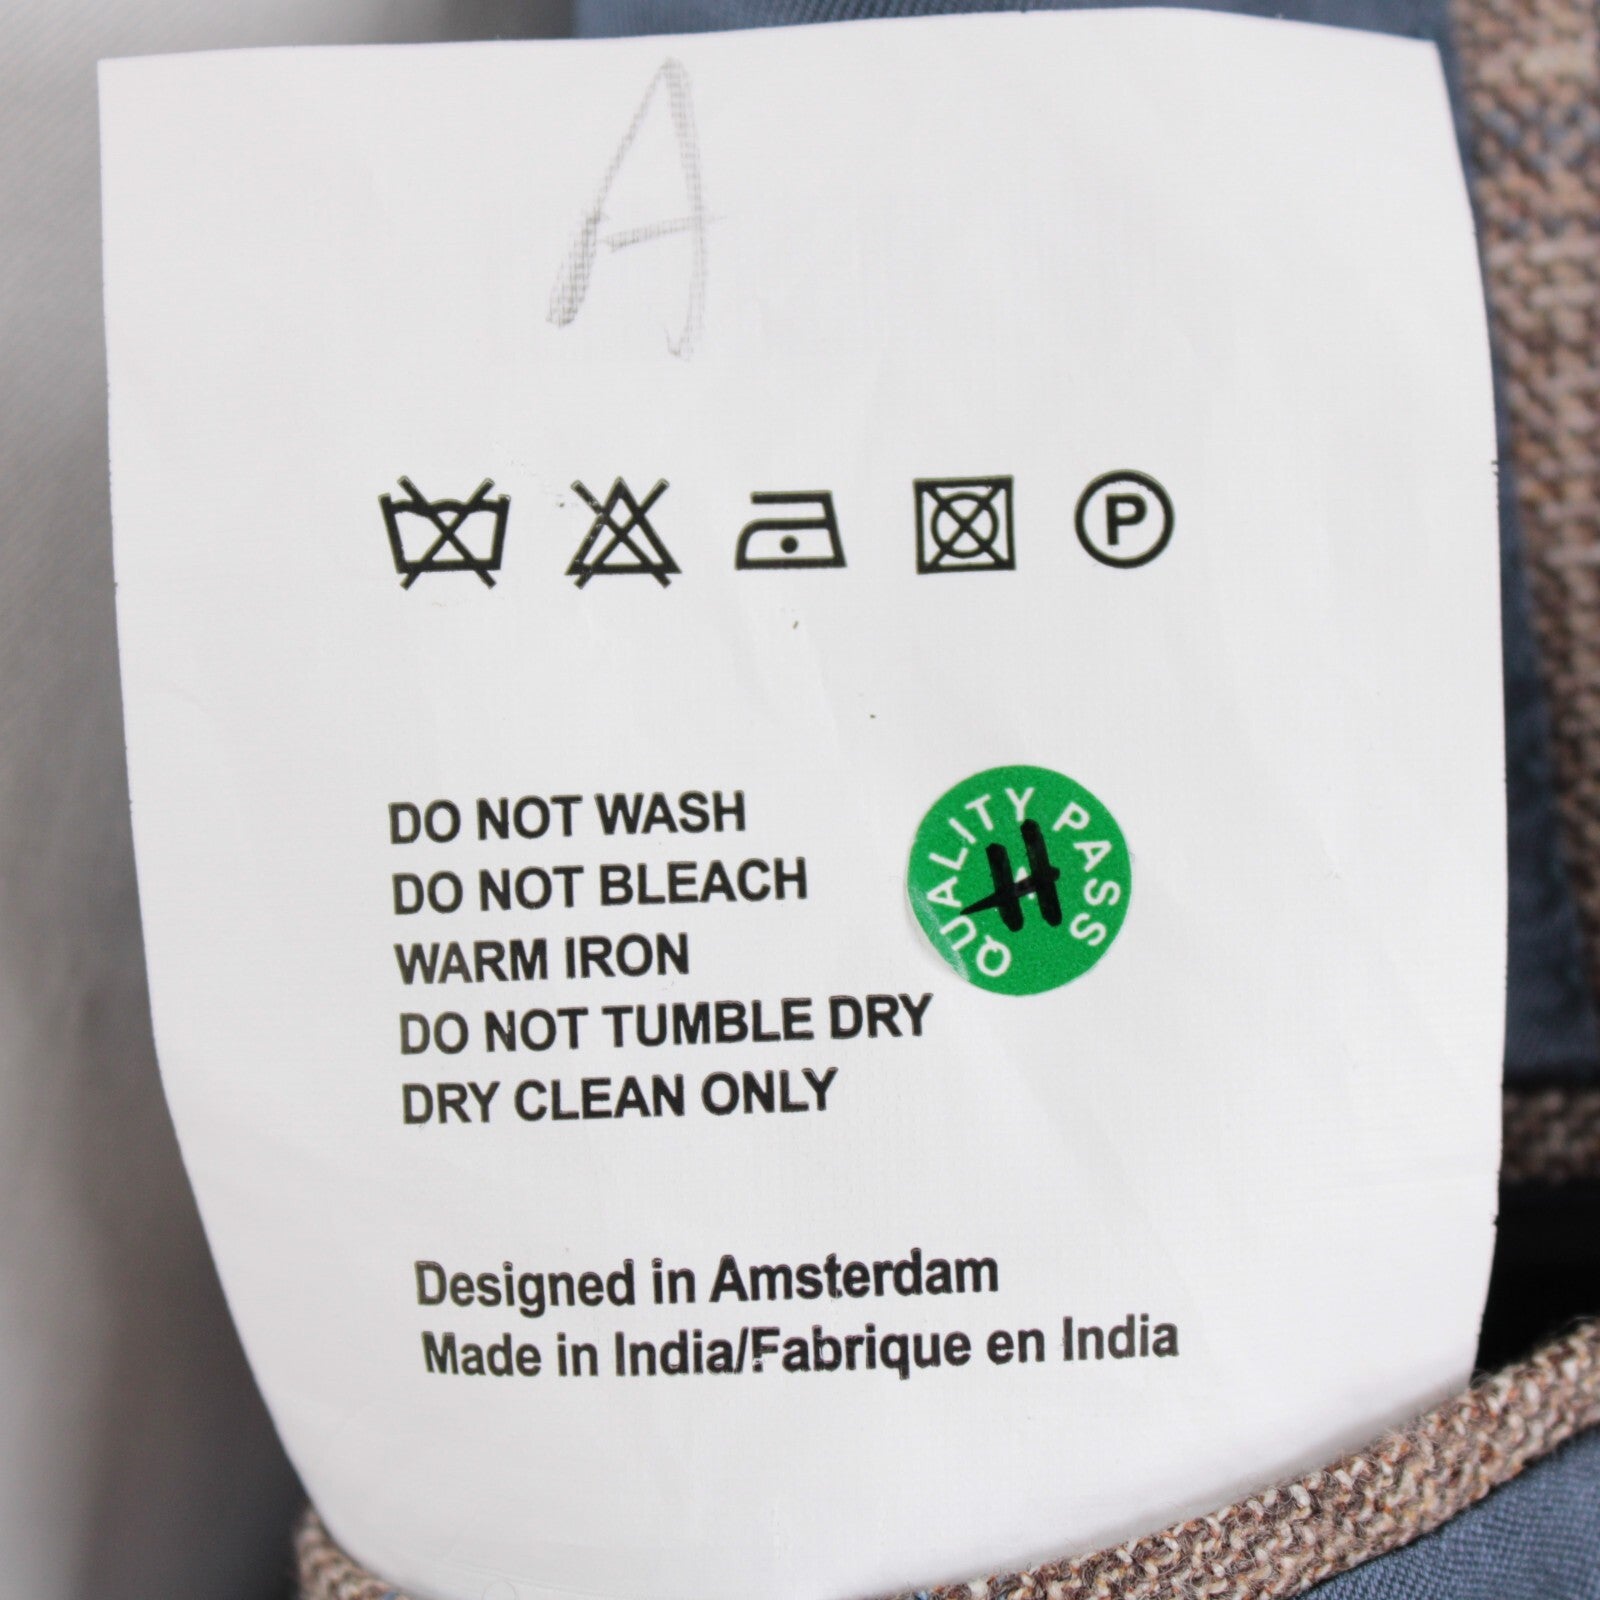 A
P
DO NOT WASH
DO NOT BLEACH
WARM IRON
DO NOT TUMBLE DRY
DRY CLEAN ONLY
QUALITY PASS
H
Designed in Amsterdam
Made in India/Fabrique en India